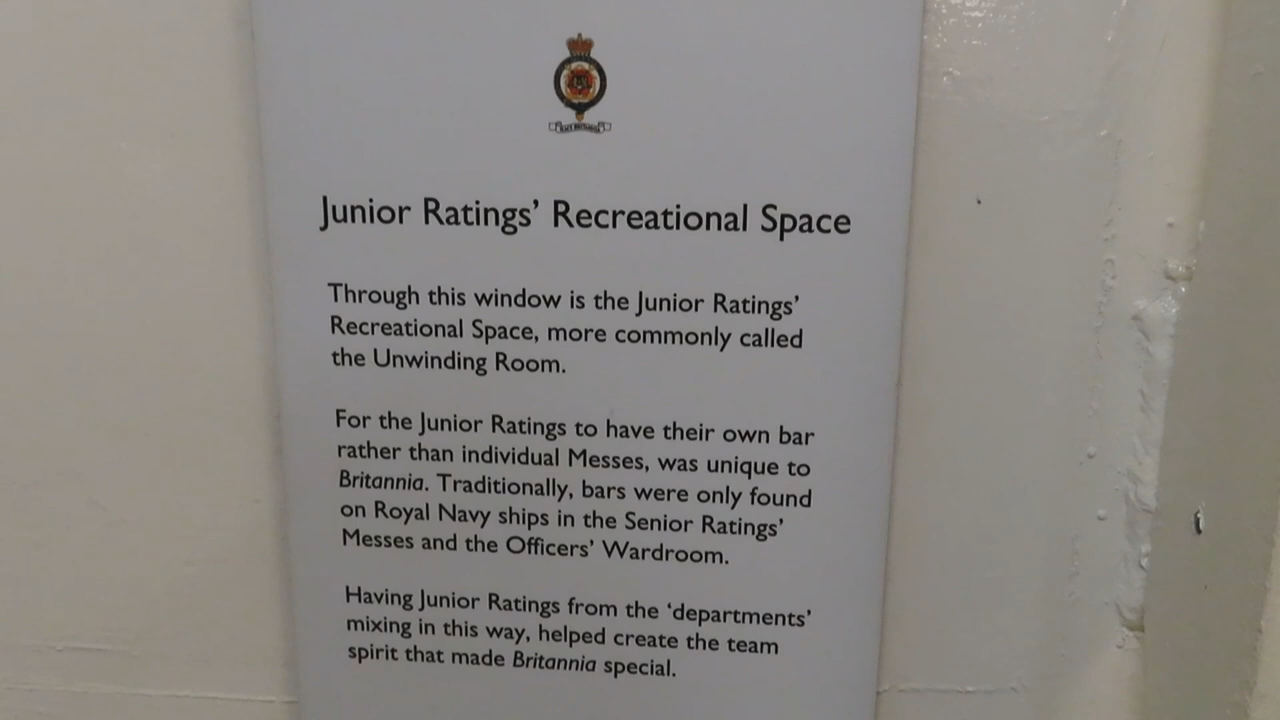 Junior Ratings’ Recreational Space
Through this window is the Junior Ratings’
Recreational Space, more commonly called
the Unwinding Room.
For the Junior Ratings to have their own bar
rather than individual Messes, was unique to
Britannia. Traditionally, bars were only found
on Royal Navy ships in the Senior Ratings’
Messes and the Officers’ Wardroom.
Having Junior Ratings from the ‘departments’
mixing in this way, helped create the team
spirit that made Britannia special.